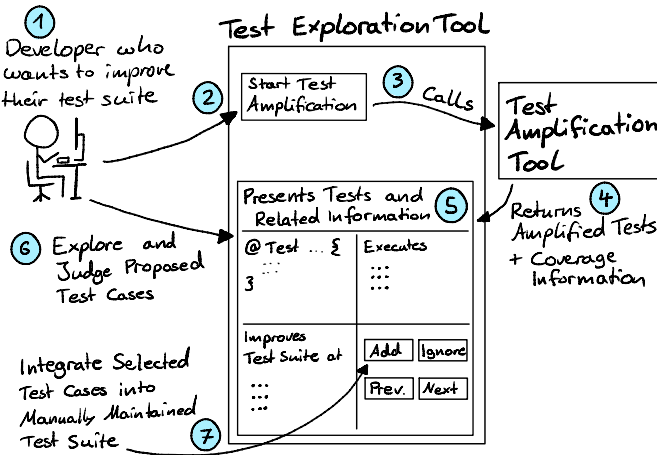 Test Exploration Tool
1
Developer who
wants to improve
their test suite
2
Start Test
Amplification
3
Calls
Test
Amplification
Tool
4
Returns
Amplified Tests
+ Coverage
Information
Presents Tests and
Related Information
5
@ Test ... {
...
}
Executes
...
...
6
Explore and
Judge Proposed
Test Cases
Improves
Test Suite at
...
...
Add
Ignore
Prev.
Next
Integrate Selected
Test Cases into
Manually Maintained
Test Suite
7